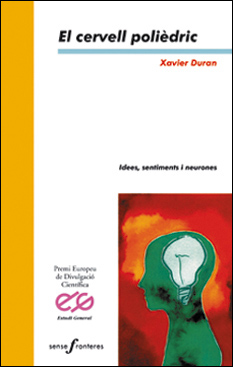 El cervell polièdric
Xavier Duran
Idees, sentiments i neurones
Premi Europeu
de Divulgació
Científica
Estudi General
sense fronteres